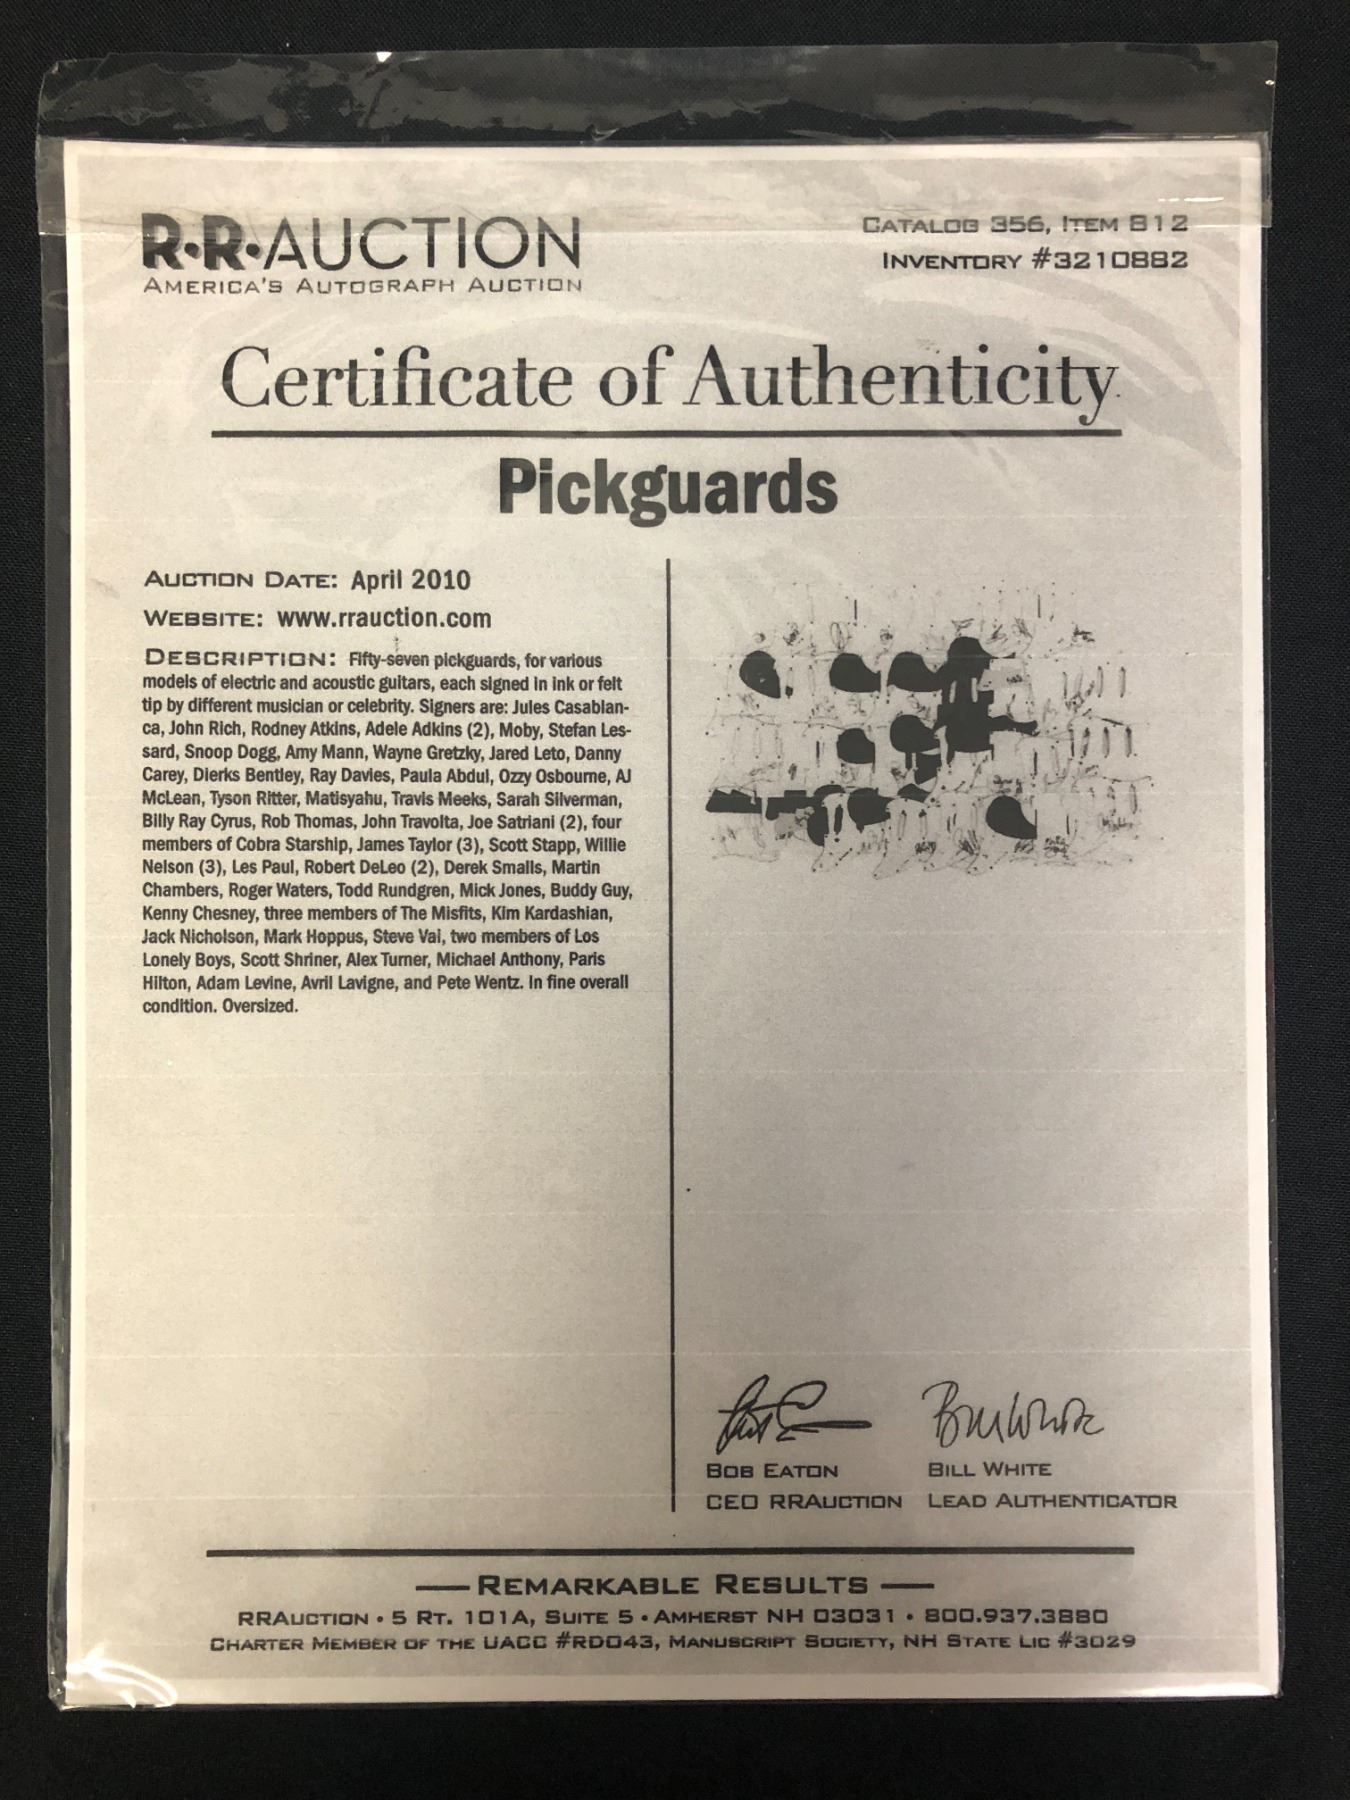 R·R·AUCTION
AMERICA'S AUTOGRAPH AUCTION
CATALOG 356, ITEM 812
INVENTORY #3210882
Certificate of Authenticity
Pickguards
AUCTION DATE: April 2010
WEBSITE: www.rrauction.com
DESCRIPTION: Fifty-seven pickguards, for various
models of electric and acoustic guitars, each signed in ink or felt
tip by different musician or celebrity. Signers are: Jules Casablan-
ca, John Rich, Rodney Atkins, Adele Adkins (2), Moby, Stefan Les-
sard, Snoop Dogg, Amy Mann, Wayne Gretzky, Jared Leto, Danny
Carey, Dierks Bentley, Ray Davies, Paula Abdul, Ozzy Osbourne, AJ
McLean, Tyson Ritter, Matisyahu, Travis Meeks, Sarah Silverman,
Billy Ray Cyrus, Rob Thomas, John Travolta, Joe Satriani (2), four
members of Cobra Starship, James Taylor (3), Scott Stapp, Willie
Nelson (3), Les Paul, Robert DeLeo (2), Derek Smalls, Martin
Chambers, Roger Waters, Todd Rundgren, Mick Jones, Buddy Guy,
Kenny Chesney, three members of The Misfits, Kim Kardashian,
Jack Nicholson, Mark Hoppus, Steve Vai, two members of Los
Lonely Boys, Scott Shriner, Alex Turner, Michael Anthony, Paris
Hilton, Adam Levine, Avril Lavigne, and Pete Wentz. In fine overall
condition. Oversized.
Bill White
BOB EATON
CEO RRAUCTION
BILL WHITE
LEAD AUTHENTICATOR
REMARKABLE RESULTS
RRAUCTION • 5 RT. 101A, SUITE 5 • AMHERST NH 03031 • 800.937.3880
CHARTER MEMBER OF THE UACC #RD043, MANUSCRIPT SOCIETY, NH STATE LIC #3029